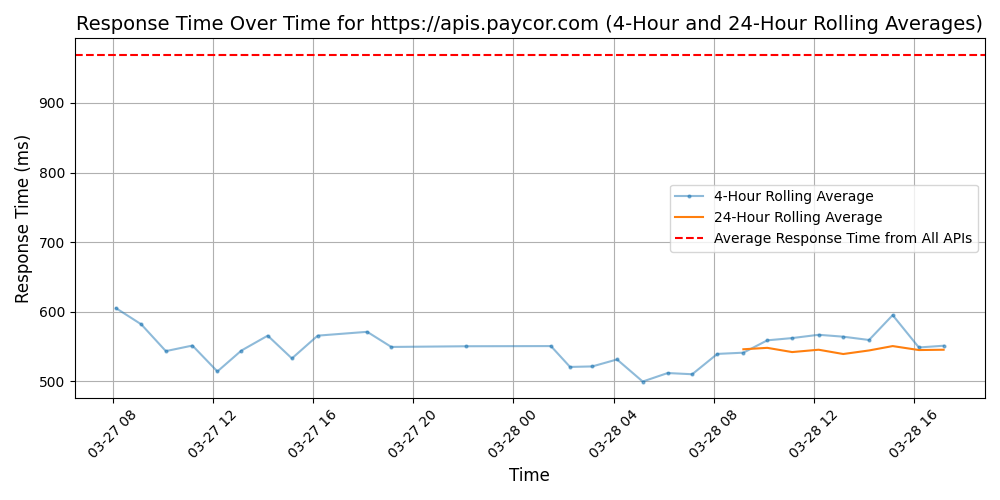 Response Time Over Time for https://apis.paycor.com (4-Hour and 24-Hour Rolling Averages)
Response Time (ms)
900
800
700
600
500
4-Hour Rolling Average
24-Hour Rolling Average
Average Response Time from All APIs
03-27 08
03-27 12
03-27 16
03-27 20
03-28 00
03-28 04
03-28 08
03-28 12
03-28 16
Time